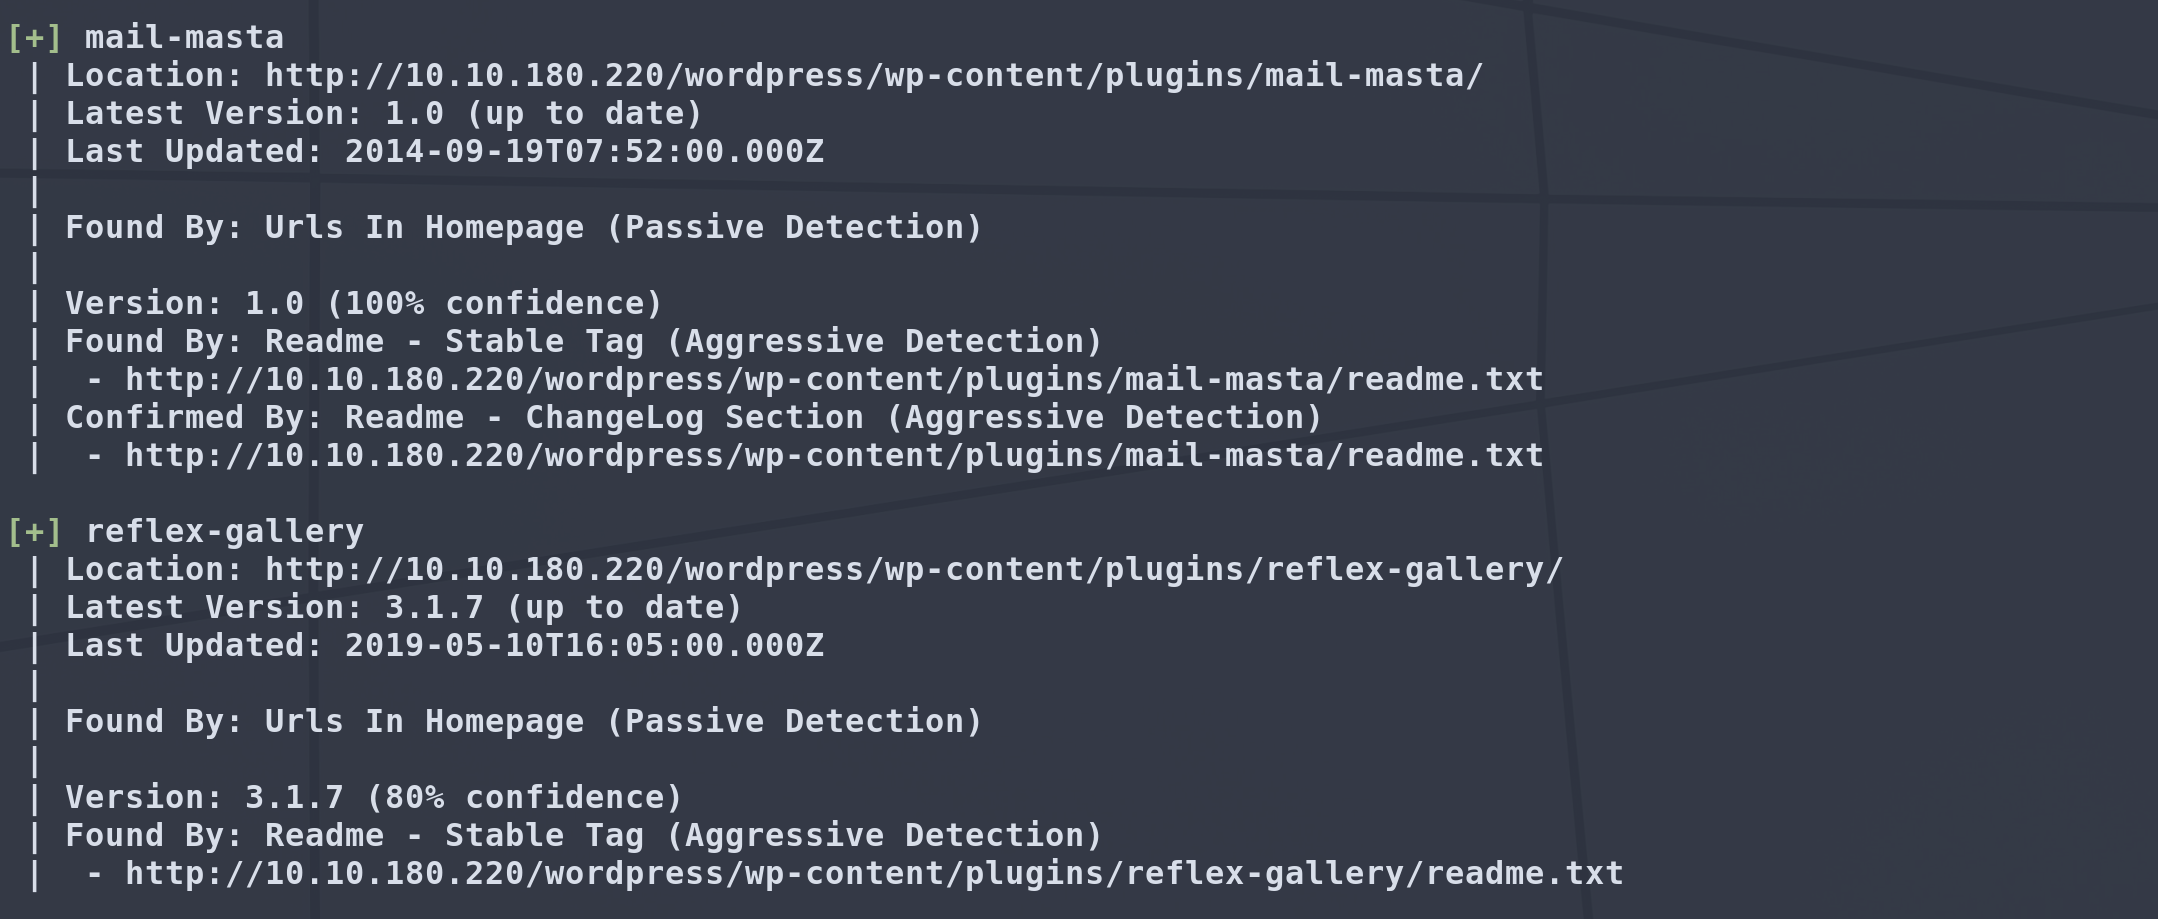 [+] mail-masta
 | Location: http://10.10.180.220/wordpress/wp-content/plugins/mail-masta/
 | Latest Version: 1.0 (up to date)
 | Last Updated: 2014-09-19T07:52:00.000Z
 |
 | Found By: Urls In Homepage (Passive Detection)
 |
 | Version: 1.0 (100% confidence)
 | Found By: Readme - Stable Tag (Aggressive Detection)
 |  - http://10.10.180.220/wordpress/wp-content/plugins/mail-masta/readme.txt
 | Confirmed By: Readme - ChangeLog Section (Aggressive Detection)
 |  - http://10.10.180.220/wordpress/wp-content/plugins/mail-masta/readme.txt

[+] reflex-gallery
 | Location: http://10.10.180.220/wordpress/wp-content/plugins/reflex-gallery/
 | Latest Version: 3.1.7 (up to date)
 | Last Updated: 2019-05-10T16:05:00.000Z
 |
 | Found By: Urls In Homepage (Passive Detection)
 |
 | Version: 3.1.7 (80% confidence)
 | Found By: Readme - Stable Tag (Aggressive Detection)
 |  - http://10.10.180.220/wordpress/wp-content/plugins/reflex-gallery/readme.txt